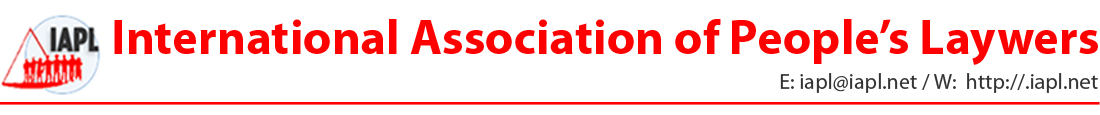 IAPL International Association of People’s Laywers
E: iapl@iapl.net / W: http://.iapl.net